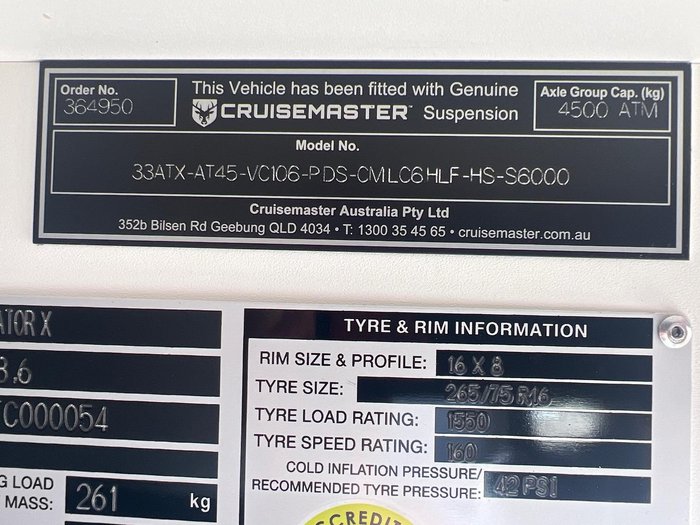 Order No.
364950
This Vehicle has been fitted with Genuine
CRUISEMASTER™ Suspension
Axle Group Cap. (kg)
4500 ATM
Model No.
33ATX-AT45-VC106-PDS-CMLC6HLF-HS-S6000
Cruisemaster Australia Pty Ltd
352b Bilsen Rd Geebung QLD 4034 • T: 1300 35 45 65 • cruisemaster.com.au
ATOR X
8.6
TC000054
G LOAD
MASS: 261 kg
TYRE & RIM INFORMATION
RIM SIZE & PROFILE: 16 X 8
TYRE SIZE: 265/75 R16
TYRE LOAD RATING: 1550
TYRE SPEED RATING: 160
COLD INFLATION PRESSURE/
RECOMMENDED TYRE PRESSURE: 42 PSI
CREDIT